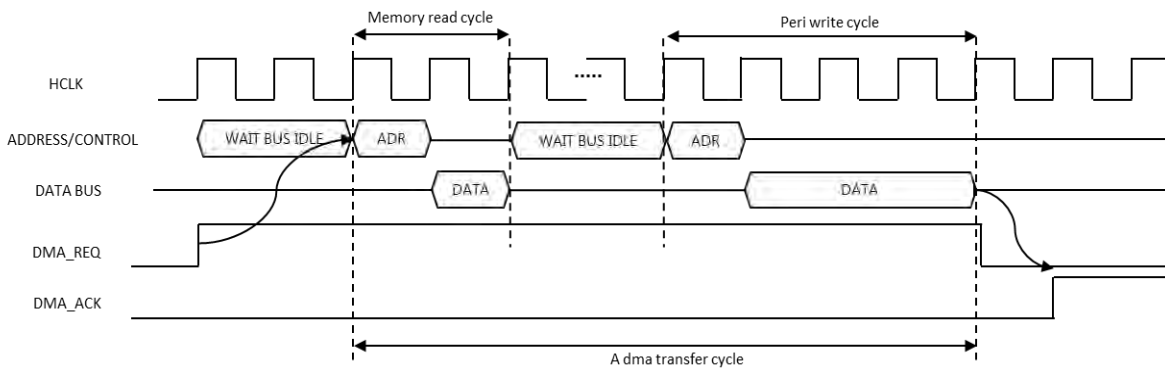 Memory read cycle
Peri write cycle
HCLK
.....
ADDRESS/CONTROL
WAIT BUS IDLE
ADR
WAIT BUS IDLE
ADR
DATA BUS
DATA
DATA
DMA_REQ
DMA_ACK
A dma transfer cycle